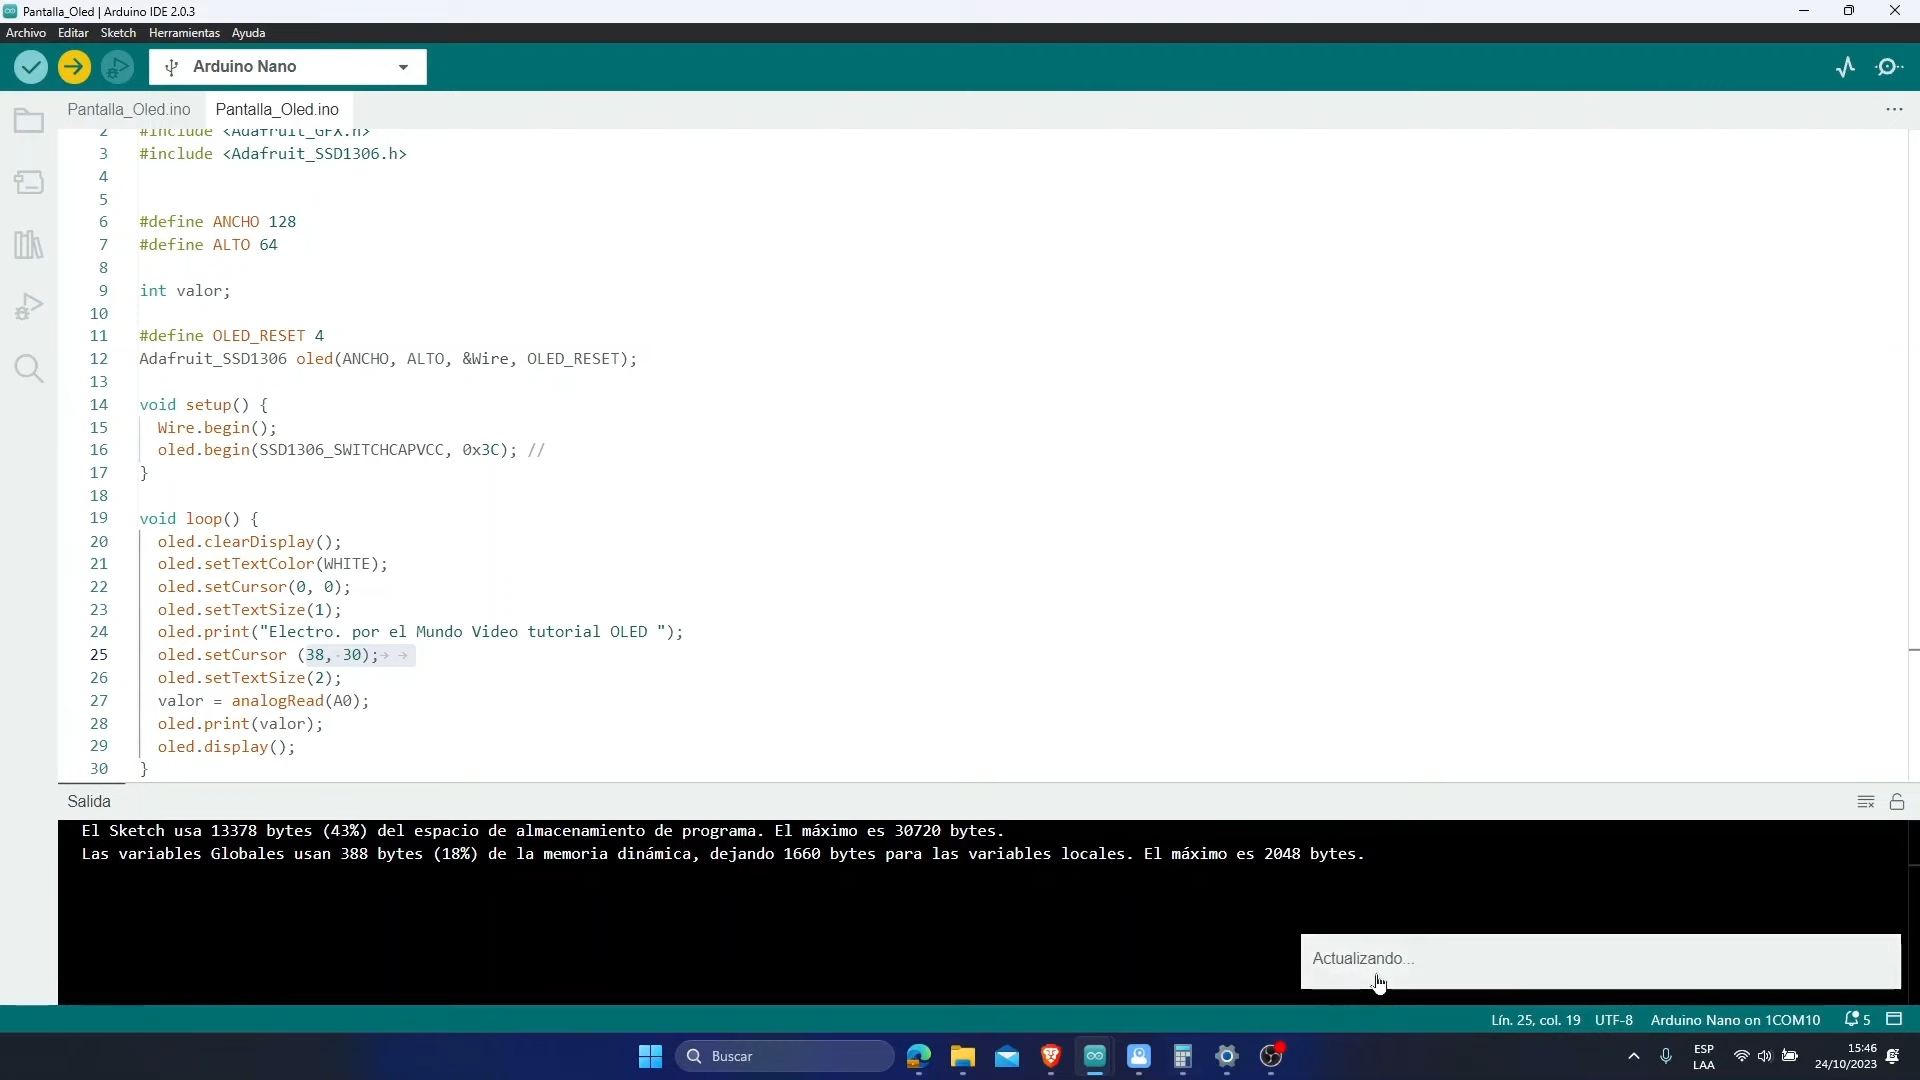 Pantalla_Oled | Arduino IDE 2.0.3
Archivo Editar Sketch Herramientas Ayuda
Arduino Nano
Pantalla_Oled.ino Pantalla_Oled.ino
2 #include <Adafruit_GFX.h>
3 #include <Adafruit_SSD1306.h>
4
5
6 #define ANCHO 128
7 #define ALTO 64
8
9 int valor;
10
11 #define OLED_RESET 4
12 Adafruit_SSD1306 oled(ANCHO, ALTO, &Wire, OLED_RESET);
13
14 void setup() {
15 Wire.begin();
16 oled.begin(SSD1306_SWITCHCAPVCC, 0x3C); //
17 }
18
19 void loop() {
20 oled.clearDisplay();
21 oled.setTextColor(WHITE);
22 oled.setCursor(0, 0);
23 oled.setTextSize(1);
24 oled.print("Electro. por el Mundo Video tutorial OLED ");
25 oled.setCursor (38, 30);
26 oled.setTextSize(2);
27 valor = analogRead(A0);
28 oled.print(valor);
29 oled.display();
30 }
Salida
El Sketch usa 13378 bytes (43%) del espacio de almacenamiento de programa. El máximo es 30720 bytes.
Las variables Globales usan 388 bytes (18%) de la memoria dinámica, dejando 1660 bytes para las variables locales. El máximo es 2048 bytes.
Actualizando...
Lín. 25, col. 19 UTF-8 Arduino Nano on 1COM10 5
Buscar
ESP
LAA
15:46
24/10/2023